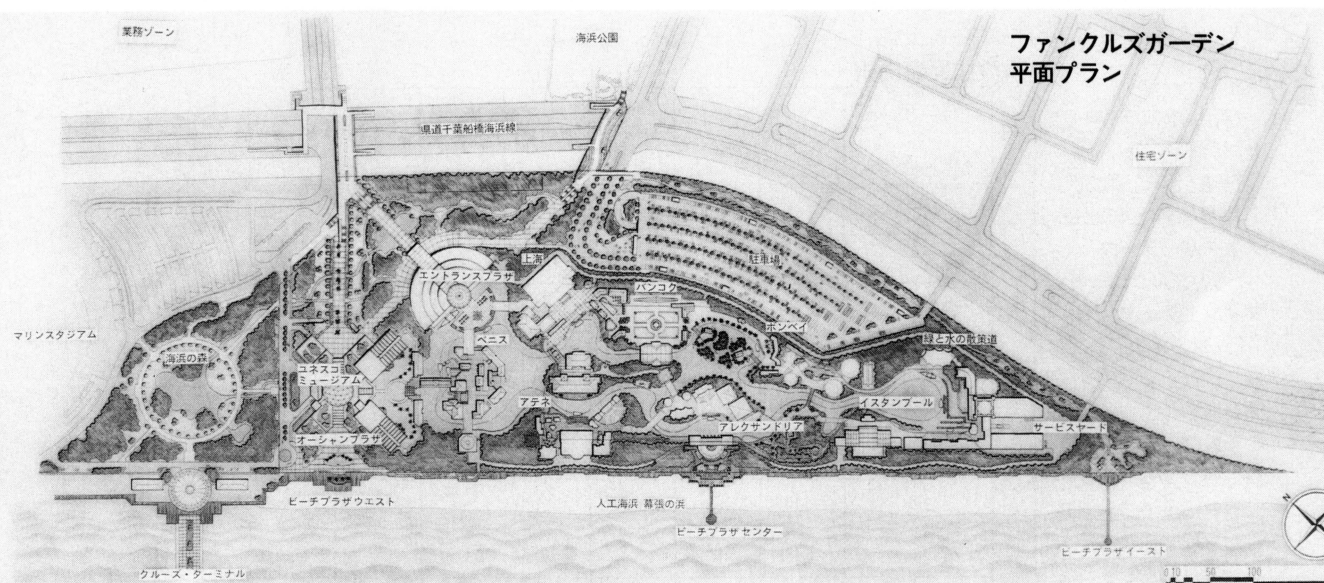 ファンクルズガーデン
平面プラン
業務ゾーン
海浜公園
県道千葉船橋海浜線
住宅ゾーン
上海
エントランスプラザ
駐車場
バンコク
ボンベイ
マリンスタジアム
ベニス
緑と水の散策道
海浜の森
ユネスコ
ミュージアム
アテネ
イスタンブール
アレクサンドリア
サービスヤード
オーシャンプラザ
ビーチプラザウエスト
人工海浜 幕張の浜
ビーチプラザセンター
ビーチプラザイースト
クルーズ・ターミナル
N
0 10 50 100